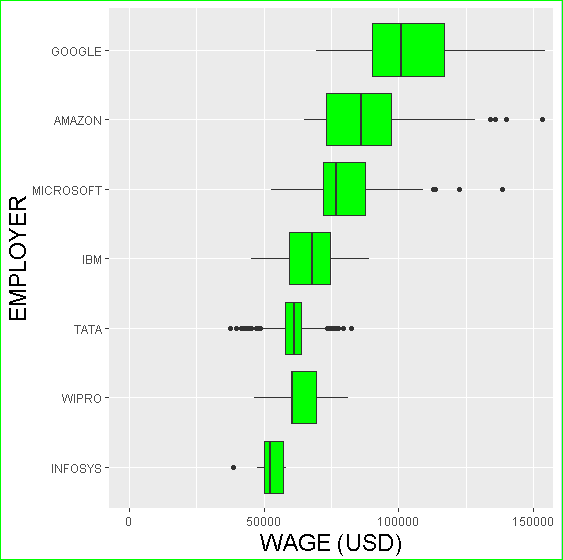 GOOGLE
AMAZON
MICROSOFT
IBM
TATA
WIPRO
INFOSYS
EMPLOYER
0 50000 100000 150000
WAGE (USD)